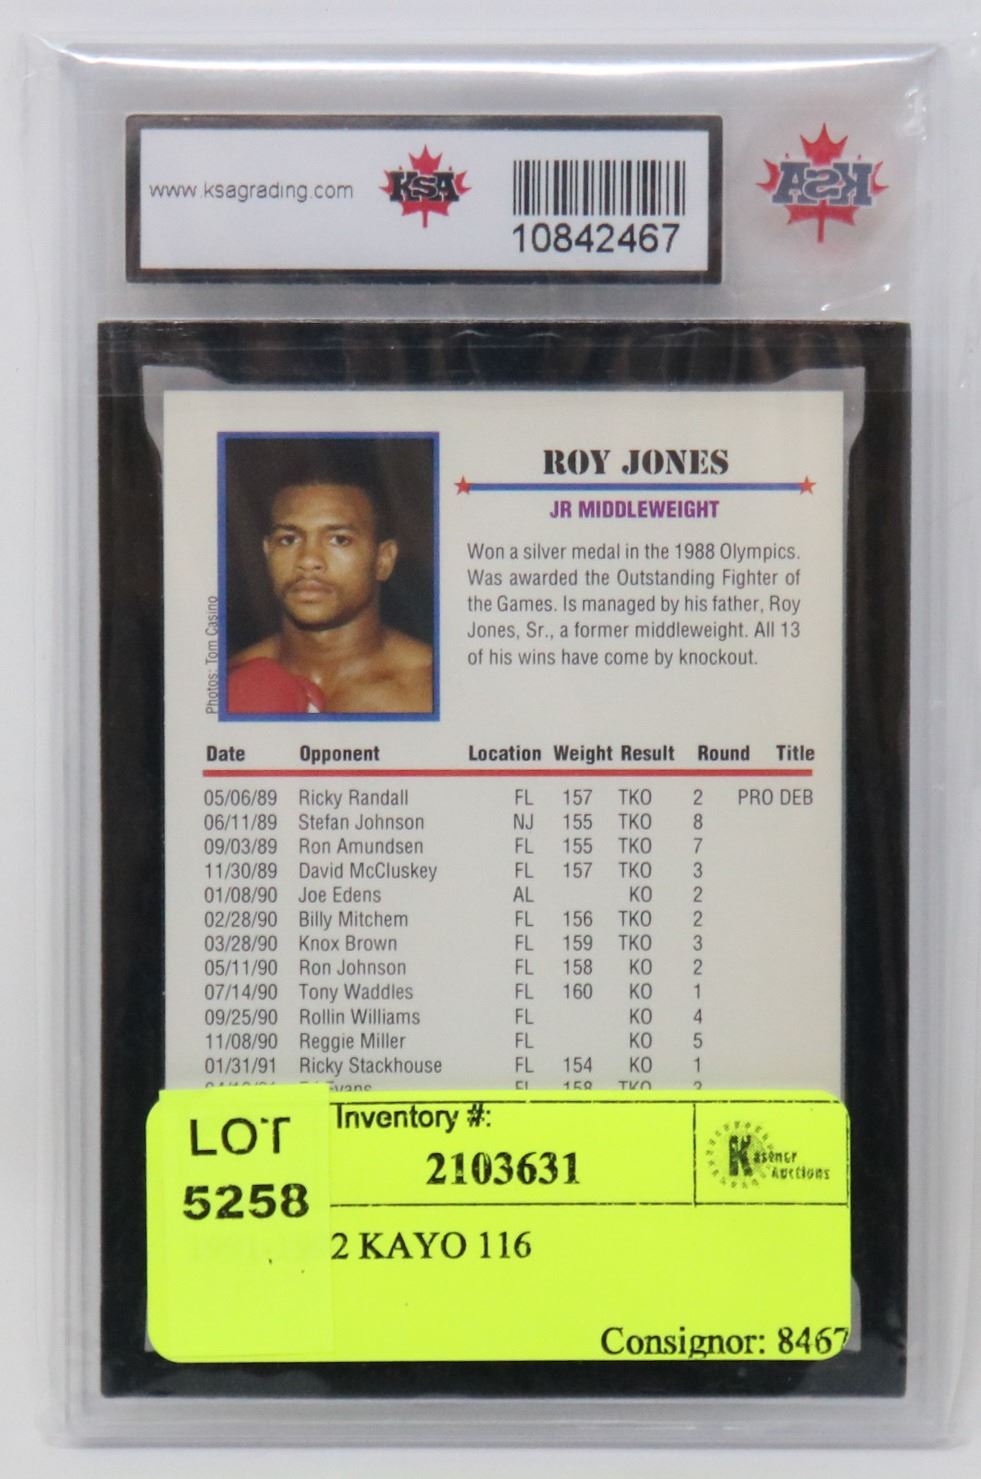 www.ksagrading.com
KSA
10842467
KSA
ROY JONES
JR MIDDLEWEIGHT
Won a silver medal in the 1988 Olympics.
Was awarded the Outstanding Fighter of
the Games. Is managed by his father, Roy
Jones, Sr., a former middleweight. All 13
of his wins have come by knockout.
Photos: Tom Casino
Date Opponent Location Weight Result Round Title
05/06/89 Ricky Randall FL 157 TKO 2 PRO DEB
06/11/89 Stefan Johnson NJ 155 TKO 8
09/03/89 Ron Amundsen FL 155 TKO 7
11/30/89 David McCluskey FL 157 TKO 3
01/08/90 Joe Edens AL KO 2
02/28/90 Billy Mitchem FL 156 TKO 2
03/28/90 Knox Brown FL 159 TKO 3
05/11/90 Ron Johnson FL 158 KO 2
07/14/90 Tony Waddles FL 160 KO 1
09/25/90 Rollin Williams FL KO 4
11/08/90 Reggie Miller FL KO 5
01/31/91 Ricky Stackhouse FL 154 KO 1
Evans FL 158 TKO
LOT
5258
Inventory #:
2103631
Kastner
Auctions
2 KAYO 116
Consignor: 8467